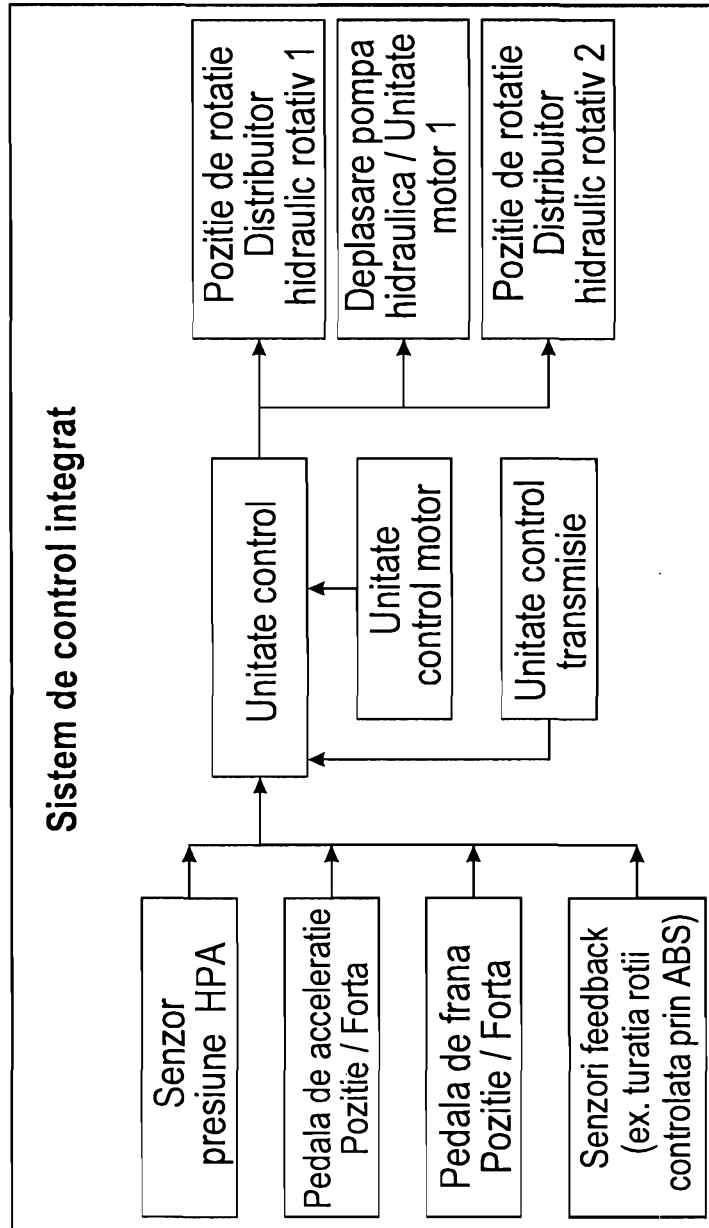 Sistem de control integrat
Senzor
presiune HPA
Pedala de acceleratie
Pozitie / Forta
Pedala de frana
Pozitie / Forta
Senzori feedback
(ex. turatia rotii
controlata prin ABS)
Unitate control
Unitate
control motor
Unitate control
transmisie
Pozitie de rotatie
Distribuitor
hidraulic rotativ 1
Deplasare pompa
hidraulica / Unitate
motor 1
Pozitie de rotatie
Distribuitor
hidraulic rotativ 2